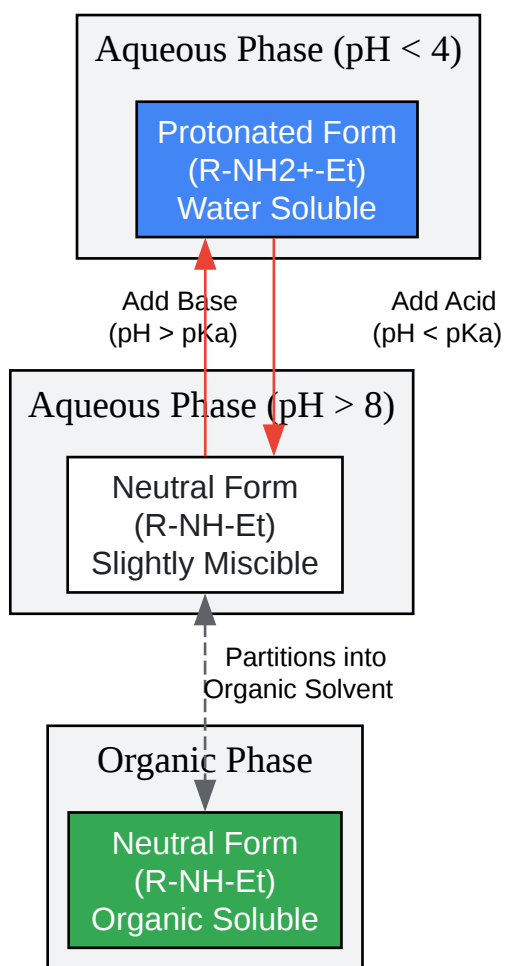 Aqueous Phase (pH < 4)
Protonated Form
(R-NH2+-Et)
Water Soluble
Add Base
(pH > pKa)
Add Acid
(pH < pKa)
Aqueous Phase (pH > 8)
Neutral Form
(R-NH-Et)
Slightly Miscible
Partitions into
Organic Solvent
Organic Phase
Neutral Form
(R-NH-Et)
Organic Soluble